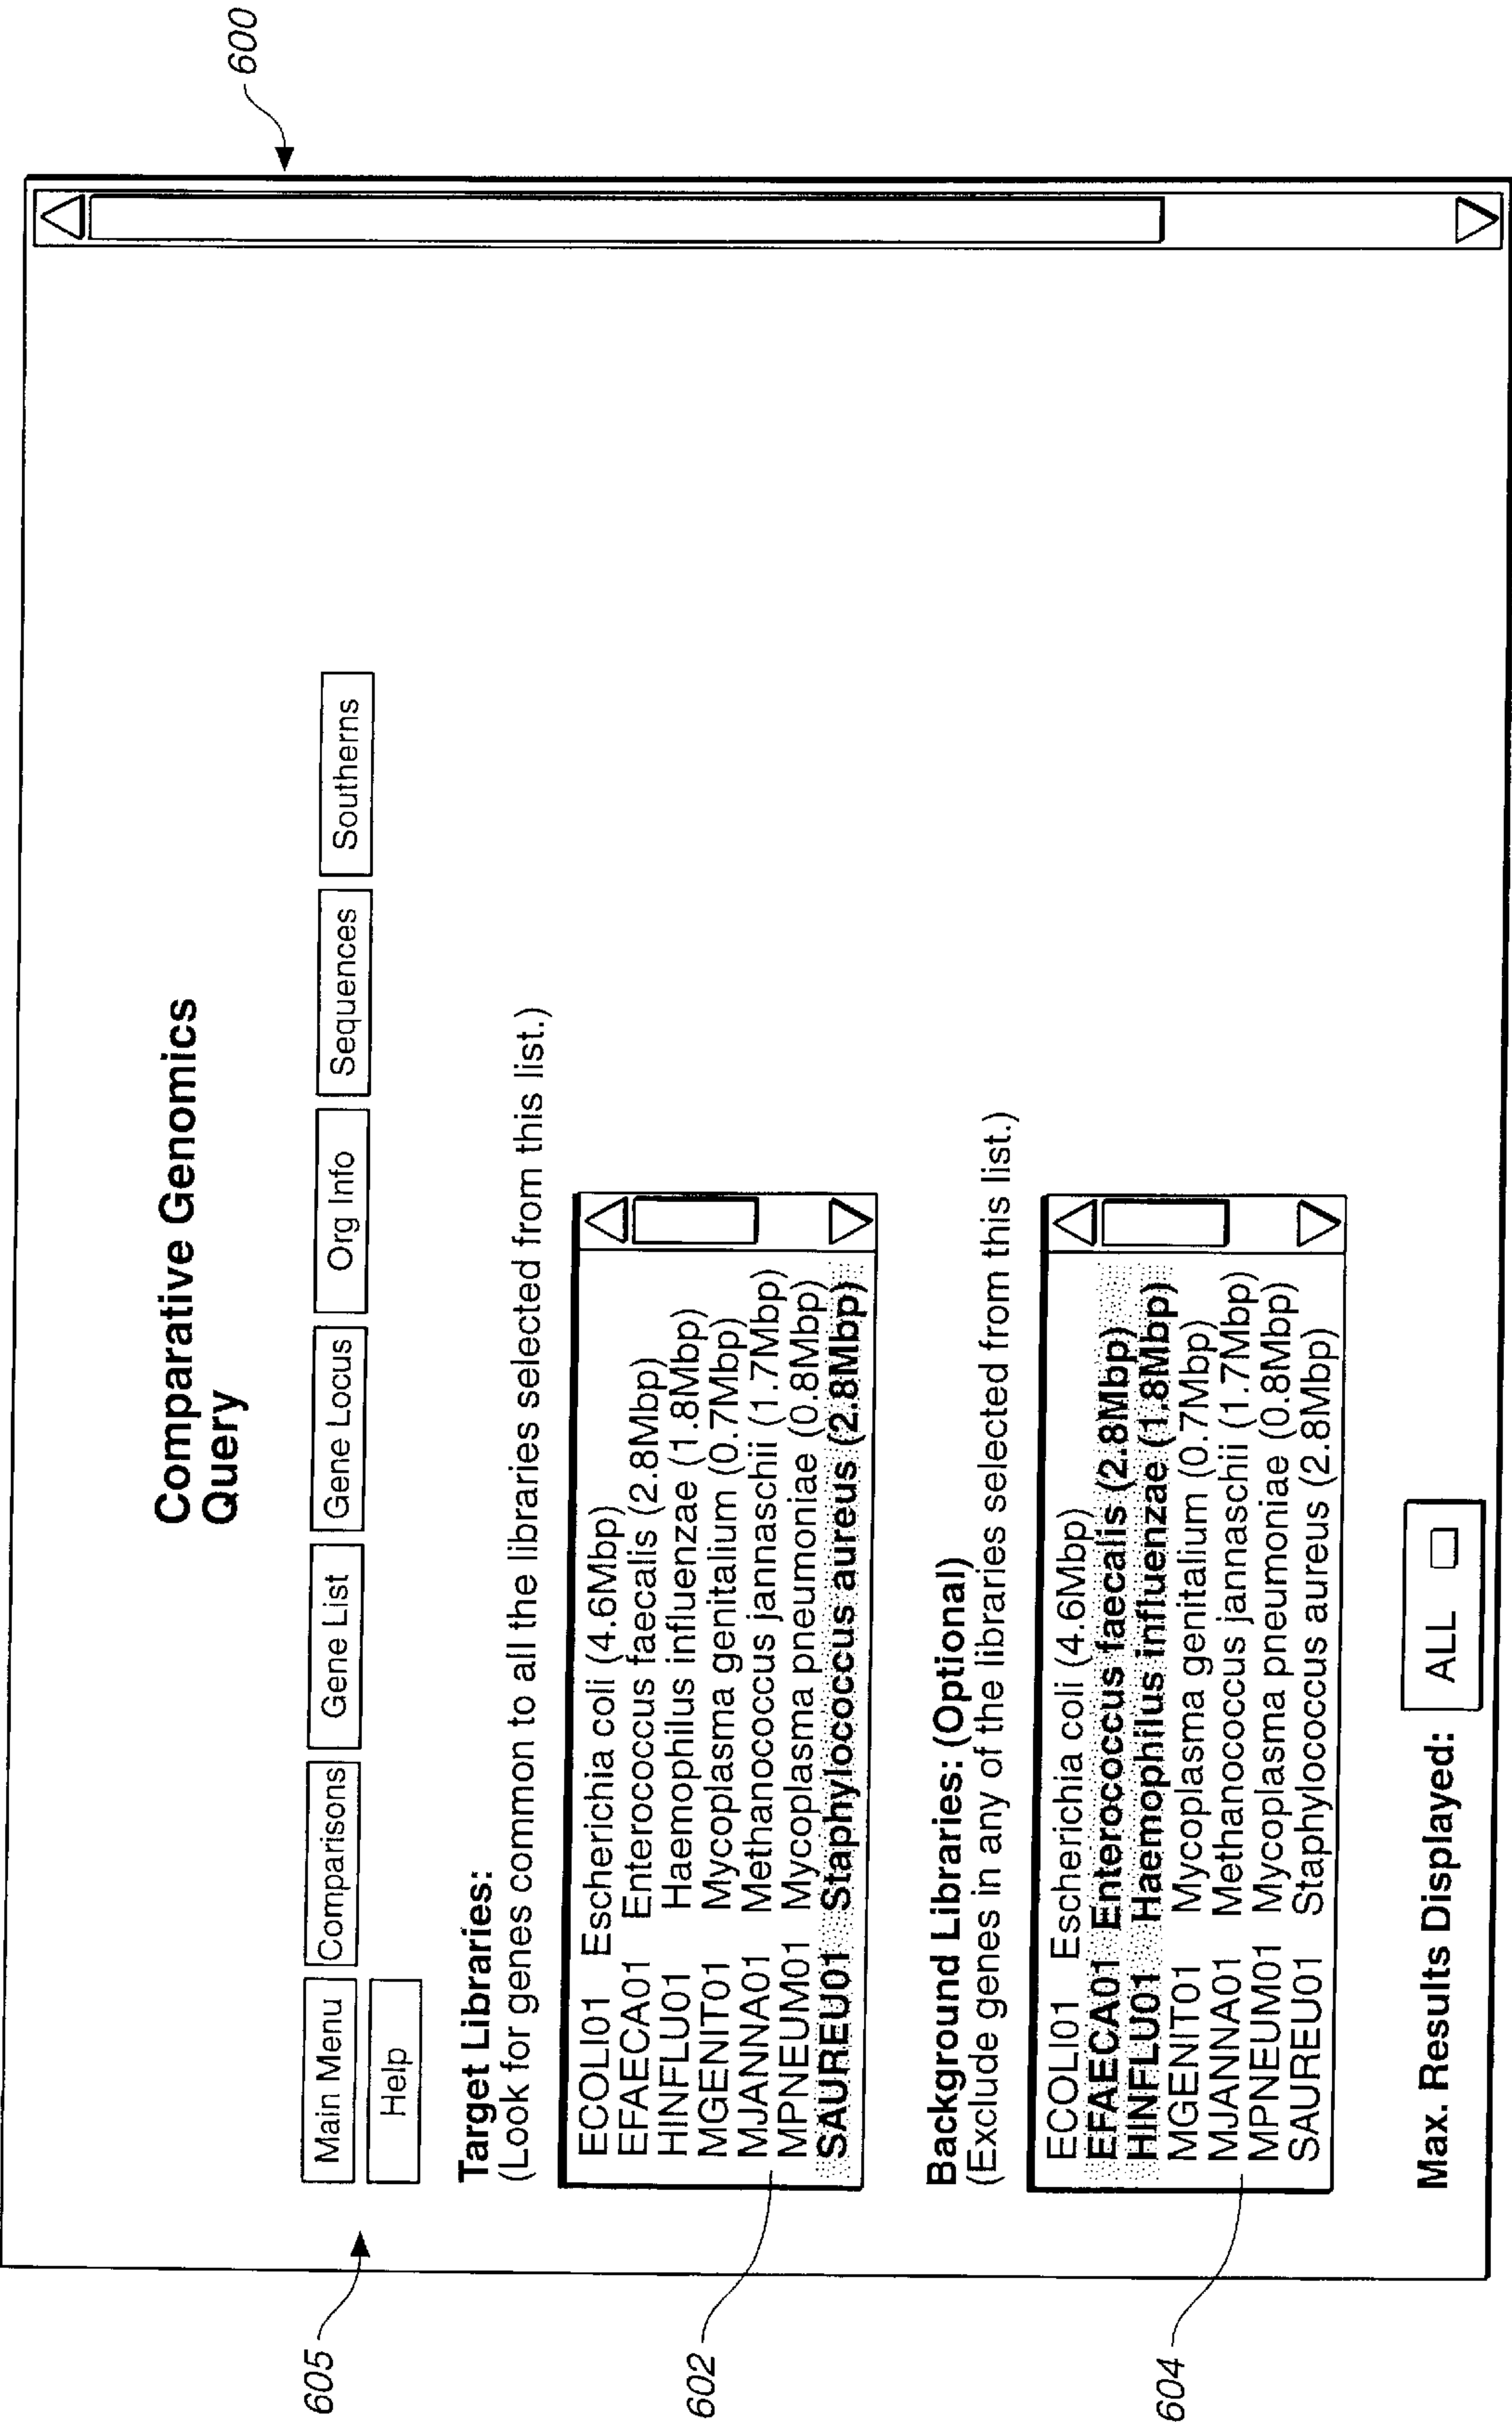 600
Comparative Genomics
Query
605
Main Menu Comparisons Gene List Gene Locus Org Info Sequences Southerns
Help
Target Libraries:
(Look for genes common to all the libraries selected from this list.)
ECOLI01 Escherichia coli (4.6Mbp)
EFAECA01 Enterococcus faecalis (2.8Mbp)
HINFLU01 Haemophilus influenzae (1.8Mbp)
MGENIT01 Mycoplasma genitalium (0.7Mbp)
MJANNA01 Methanococcus jannaschii (1.7Mbp)
MPNEUM01 Mycoplasma pneumoniae (0.8Mbp)
SAUREU01 Staphylococcus aureus (2.8Mbp)
602
Background Libraries: (Optional)
(Exclude genes in any of the libraries selected from this list.)
ECOLI01 Escherichia coli (4.6Mbp)
EFAECA01 Enterococcus faecalis (2.8Mbp)
HINFLU01 Haemophilus influenzae (1.8Mbp)
MGENIT01 Mycoplasma genitalium (0.7Mbp)
MJANNA01 Methanococcus jannaschii (1.7Mbp)
MPNEUM01 Mycoplasma pneumoniae (0.8Mbp)
SAUREU01 Staphylococcus aureus (2.8Mbp)
604
Max. Results Displayed: ALL